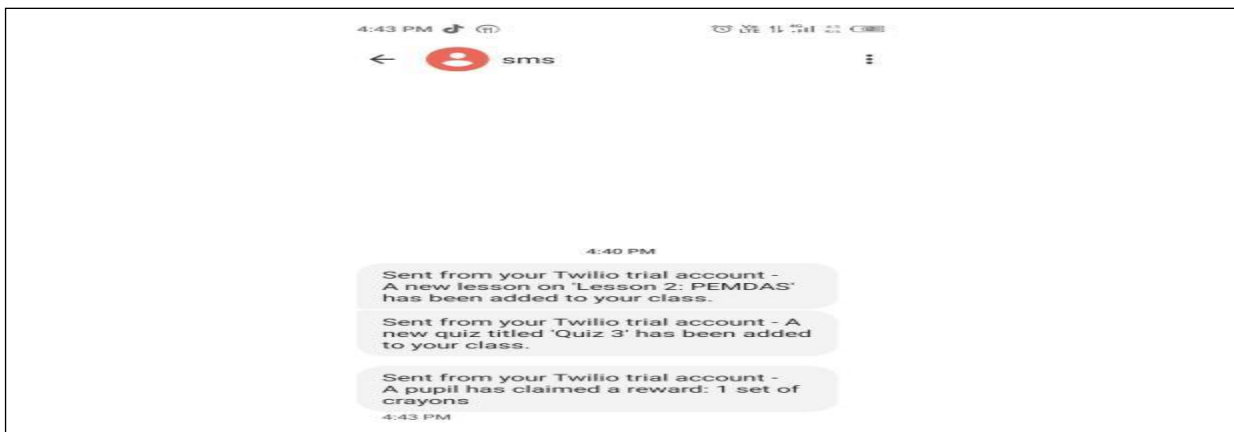 4:43 PM
sms
4:40 PM
Sent from your Twilio trial account -
A new lesson on 'Lesson 2: PEMDAS'
has been added to your class.
Sent from your Twilio trial account - A
new quiz titled 'Quiz 3' has been added
to your class.
Sent from your Twilio trial account -
A pupil has claimed a reward: 1 set of
crayons
4:43 PM